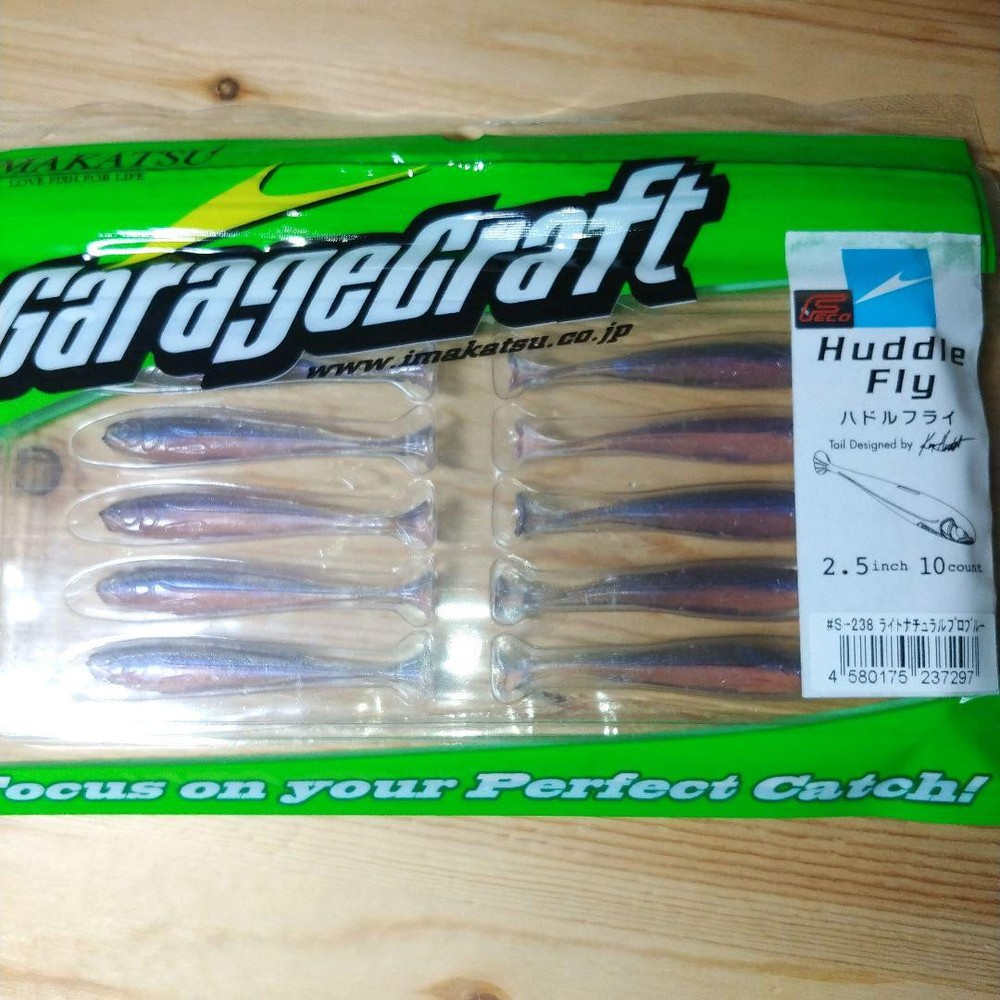 IMAKATSU
LOVE FISH FOR LIFE
GarageCraft
www.imakatsu.co.jp
FECO
Huddle
Fly
ハドルフライ
Tail Designed by
2.5inch 10count
#S-238 ライトナチュラルプロブルー
4 580175 237297
Focus on your Perfect Catch!